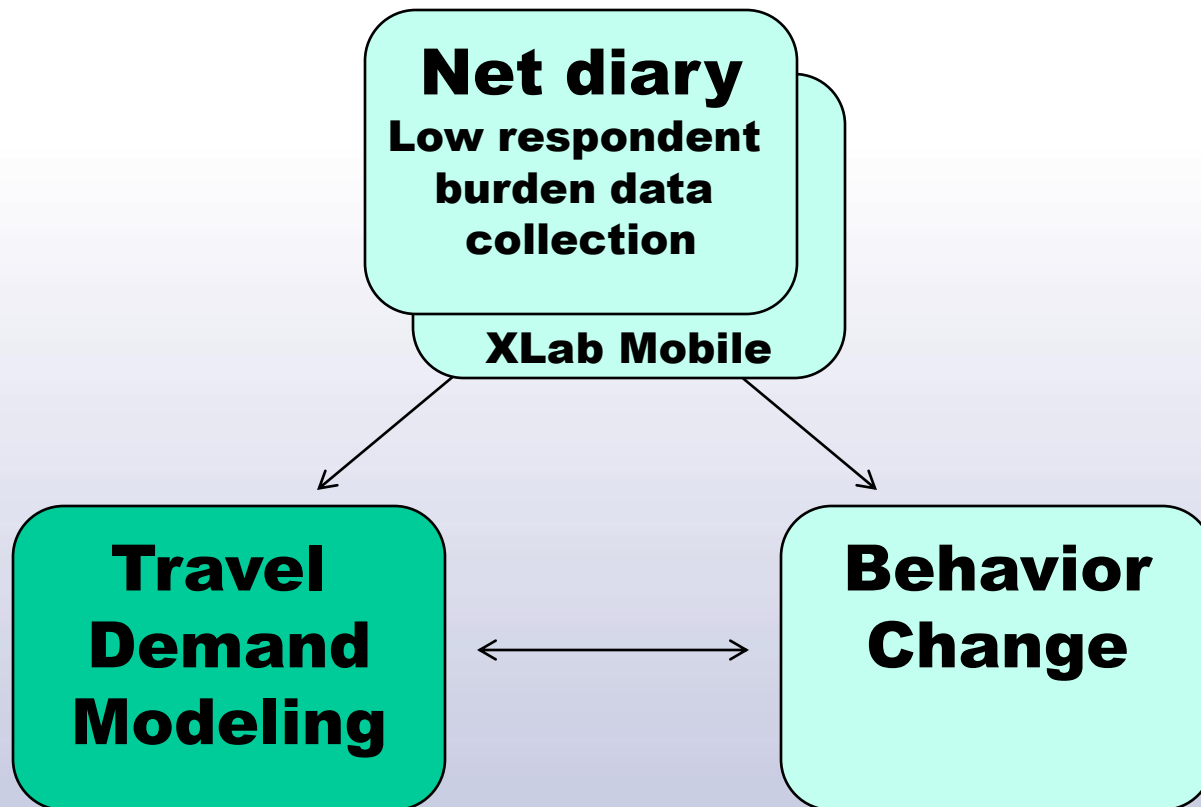 Net diary
Low respondent
burden data
collection
XLab Mobile
Travel
Demand
Modeling
Behavior
Change